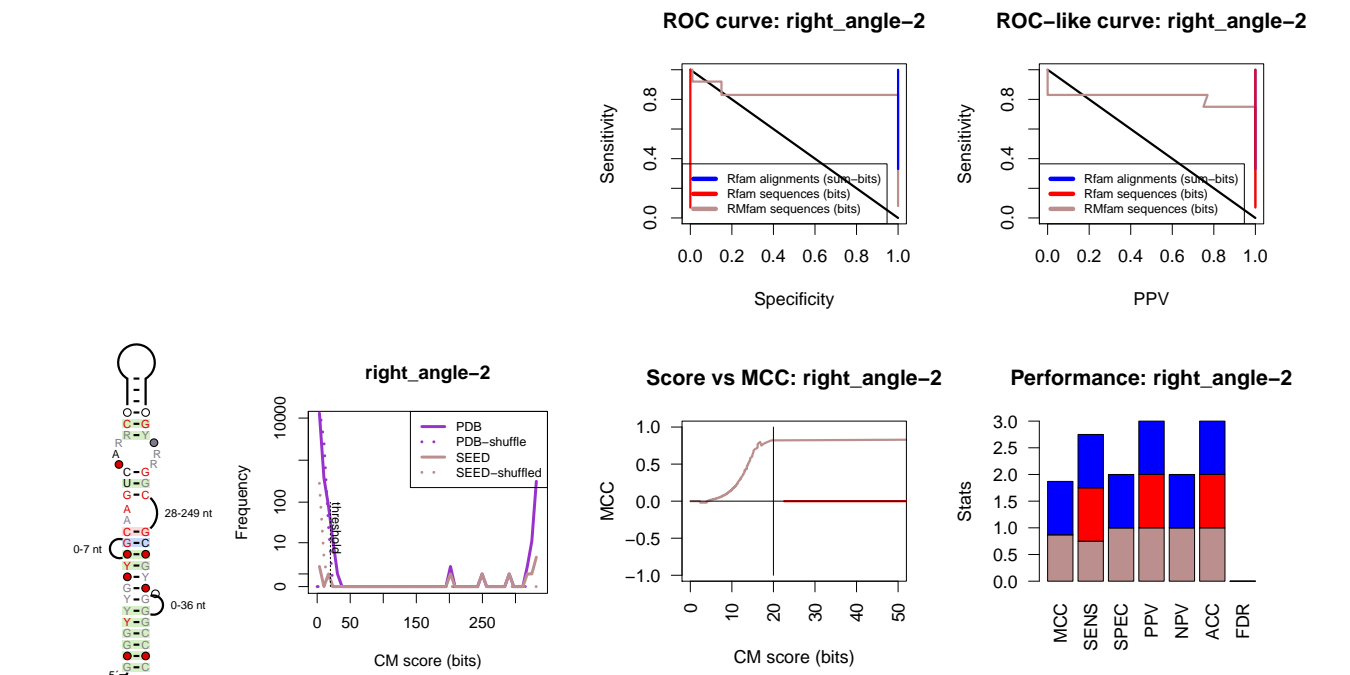 ROC curve: right_angle−2
Sensitivity
0.0 0.4 0.8
Rfam alignments (sum−bits)
Rfam sequences (bits)
RMfam sequences (bits)
0.0 0.2 0.4 0.6 0.8 1.0
Specificity
ROC−like curve: right_angle−2
Sensitivity
0.0 0.4 0.8
Rfam alignments (sum−bits)
Rfam sequences (bits)
RMfam sequences (bits)
0.0 0.2 0.4 0.6 0.8 1.0
PPV
C G
R Y
R
A R
R
C G
U G
G C
A
A
28-249 nt
C G
G C
0-7 nt
Y G
Y
G
Y G
0-36 nt
Y G
Y G
G C
G C
G C
5´
right_angle−2
Frequency
0 10 100 10000
PDB
PDB−shuffle
SEED
SEED−shuffled
threshold
0 50 150 250
CM score (bits)
Score vs MCC: right_angle−2
MCC
−1.0 −0.5 0.0 0.5 1.0
0 10 20 30 40 50
CM score (bits)
Performance: right_angle−2
Stats
0.0 0.5 1.0 1.5 2.0 2.5 3.0
MCC SENS SPEC PPV NPV ACC FDR